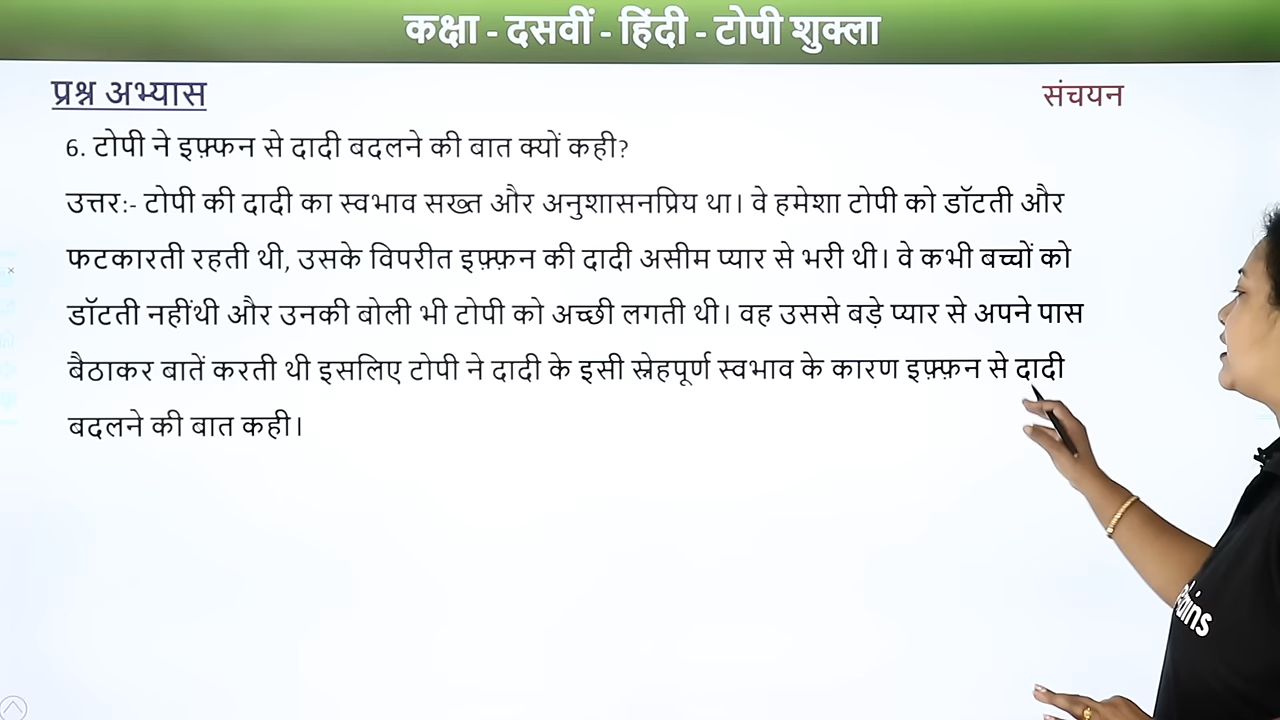 कक्षा - दसवीं - हिंदी - टोपी शुक्ला
प्रश्न अभ्यास
संचयन
6. टोपी ने इफ़्फन से दादी बदलने की बात क्यों कही?
उत्तर:- टोपी की दादी का स्वभाव सख्त और अनुशासनप्रिय था। वे हमेशा टोपी को डॉटती और
फटकारती रहती थी, उसके विपरीत इफ़्फ़न की दादी असीम प्यार से भरी थी। वे कभी बच्चों को
डॉटती नहींथी और उनकी बोली भी टोपी को अच्छी लगती थी। वह उससे बड़े प्यार से अपने पास
बैठाकर बातें करती थी इसलिए टोपी ने दादी के इसी स्नेहपूर्ण स्वभाव के कारण इफ़्फ़न से दादी
बदलने की बात कही।